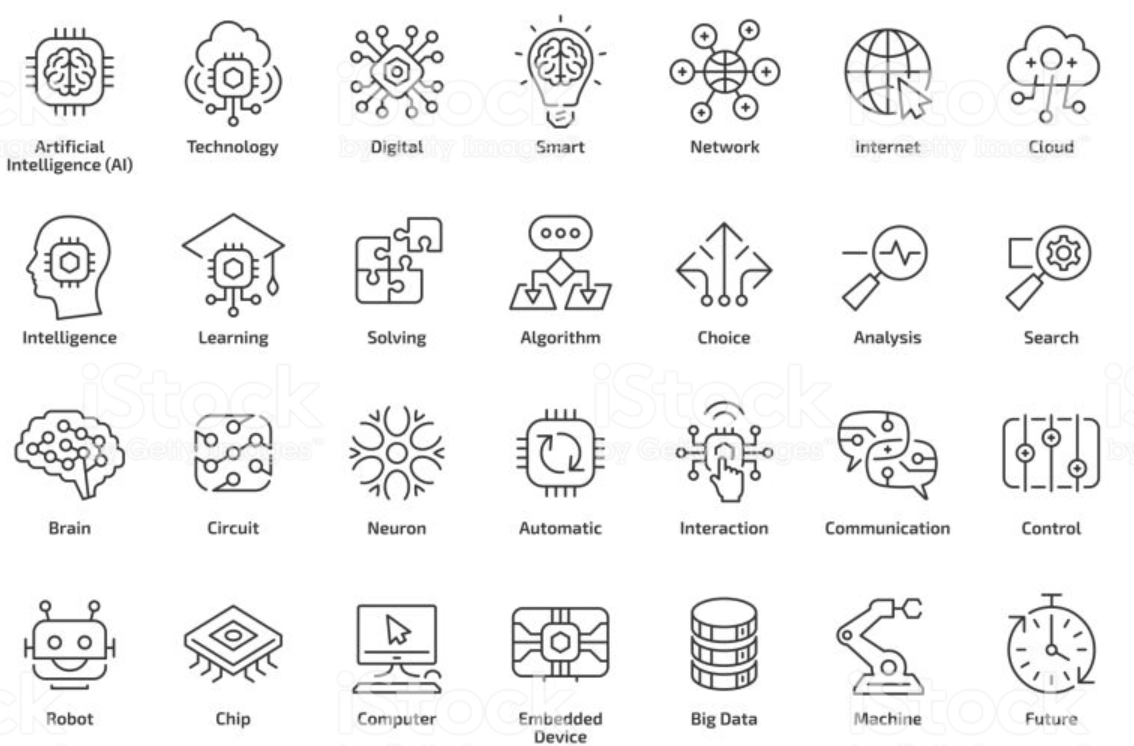 Artificial
Intelligence (AI)
Technology
Digital
Smart
Network
Internet
Cloud
Intelligence
Learning
Solving
Algorithm
Choice
Analysis
Search
iStock
by Getty Images™
Brain
Circuit
Neuron
Automatic
Interaction
Communication
Control
Robot
Chip
Computer
Embedded
Device
Big Data
Machine
Future